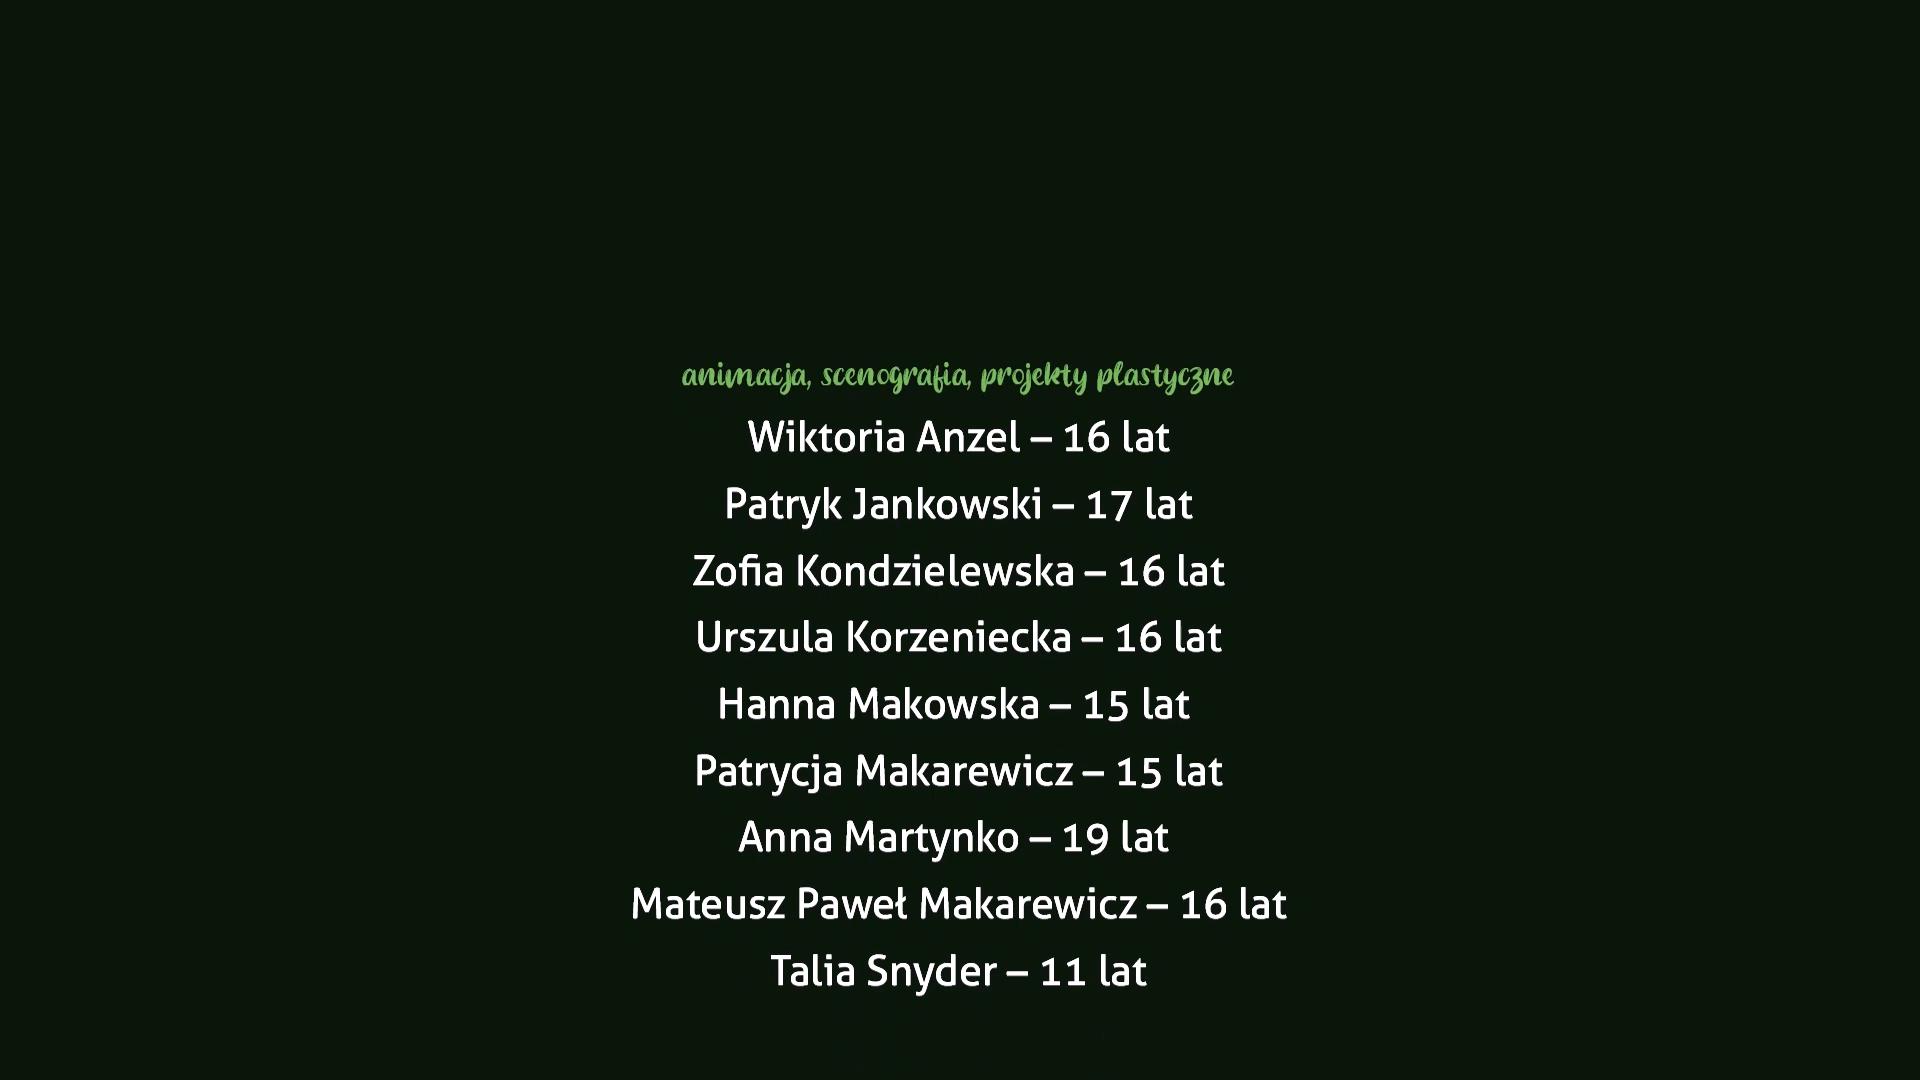 animacja, scenografia, projekty plastyczne
Wiktoria Anzel – 16 lat
Patryk Jankowski – 17 lat
Zofia Kondzielewska – 16 lat
Urszula Korzeniecka – 16 lat
Hanna Makowska – 15 lat
Patrycja Makarewicz – 15 lat
Anna Martynko – 19 lat
Mateusz Paweł Makarewicz – 16 lat
Talia Snyder – 11 lat